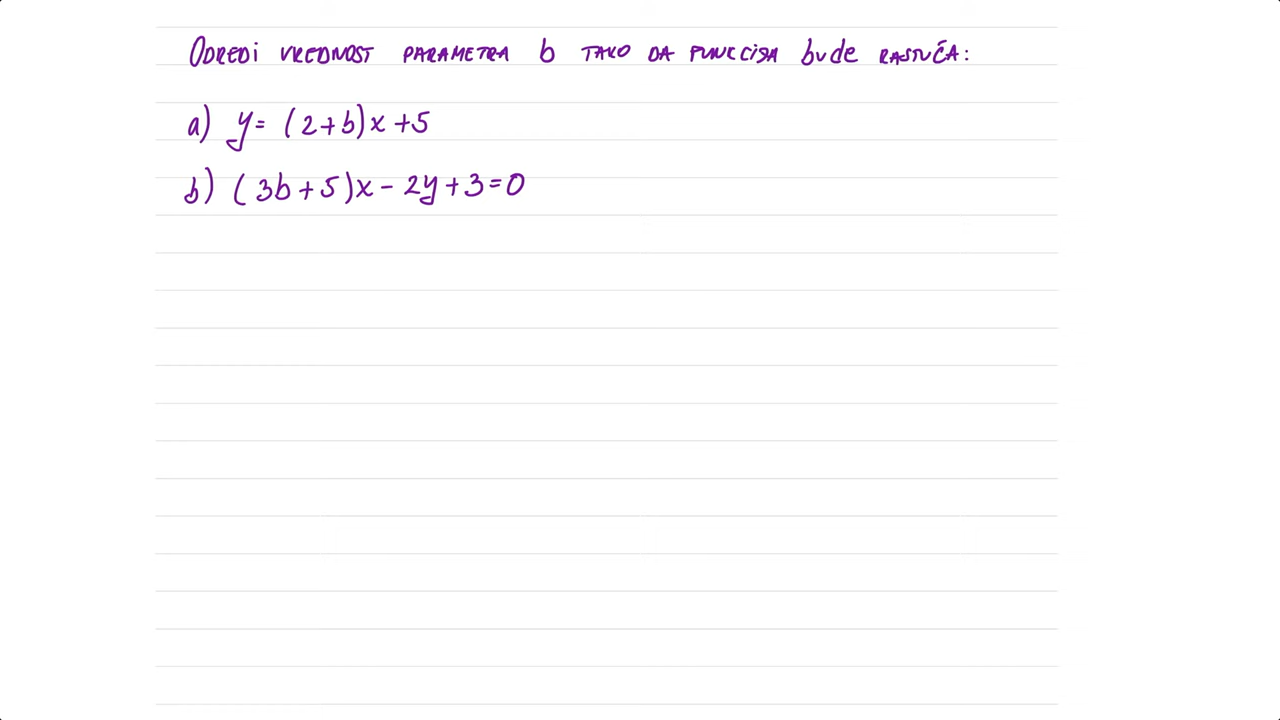 ODREDI VREDNOST PARAMETRA b TAKO DA FUNKCIJA bude RASTUĆA:
a) y = (2+b)x +5
b) (3b+5)x - 2y + 3 = 0